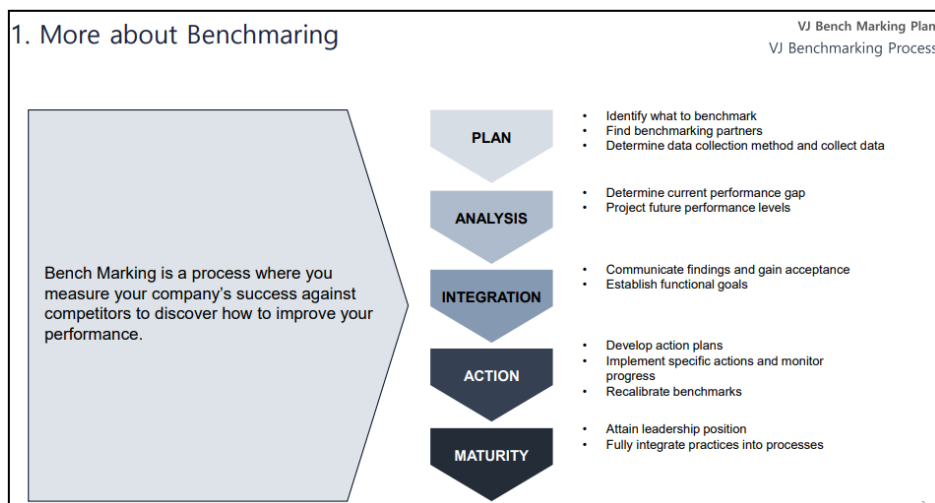 1. More about Benchmaring
VJ Bench Marking Plan
VJ Benchmarking Process
Bench Marking is a process where you
measure your company's success against
competitors to discover how to improve your
performance.
PLAN
• Identify what to benchmark
• Find benchmarking partners
• Determine data collection method and collect data
ANALYSIS
• Determine current performance gap
• Project future performance levels
INTEGRATION
• Communicate findings and gain acceptance
• Establish functional goals
ACTION
• Develop action plans
• Implement specific actions and monitor
progress
• Recalibrate benchmarks
MATURITY
• Attain leadership position
• Fully integrate practices into processes